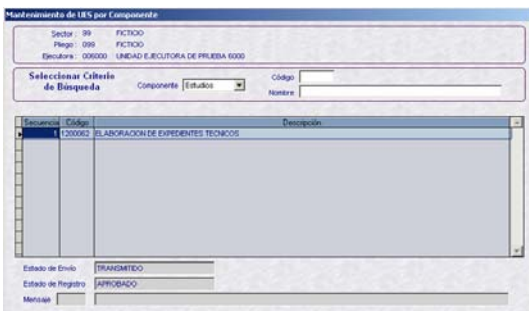 Mantenimiento de UES por Componente
Sector : 99 FICTICIO
Pliego : 099 FICTICIO
Ejecutora : 006000 UNIDAD EJECUTORA DE PRUEBA 6000
Seleccionar Criterio de Búsqueda
Componente Estudios
Código
Nombre
Secuencia Código Descripción
1 1200062 ELABORACION DE EXPEDIENTES TECNICOS
Estado de Envío TRANSMITIDO
Estado de Registro APROBADO
Mensaje